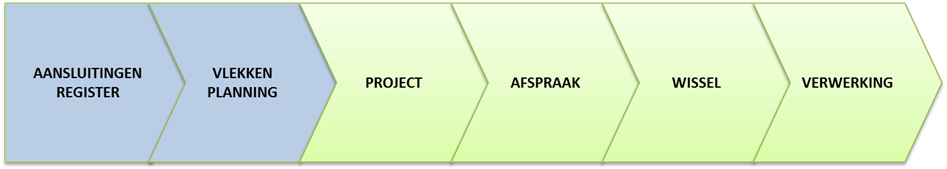 AANSLUITINGEN
REGISTER
VLEKKEN
PLANNING
PROJECT
AFSPRAAK
WISSEL
VERWERKING